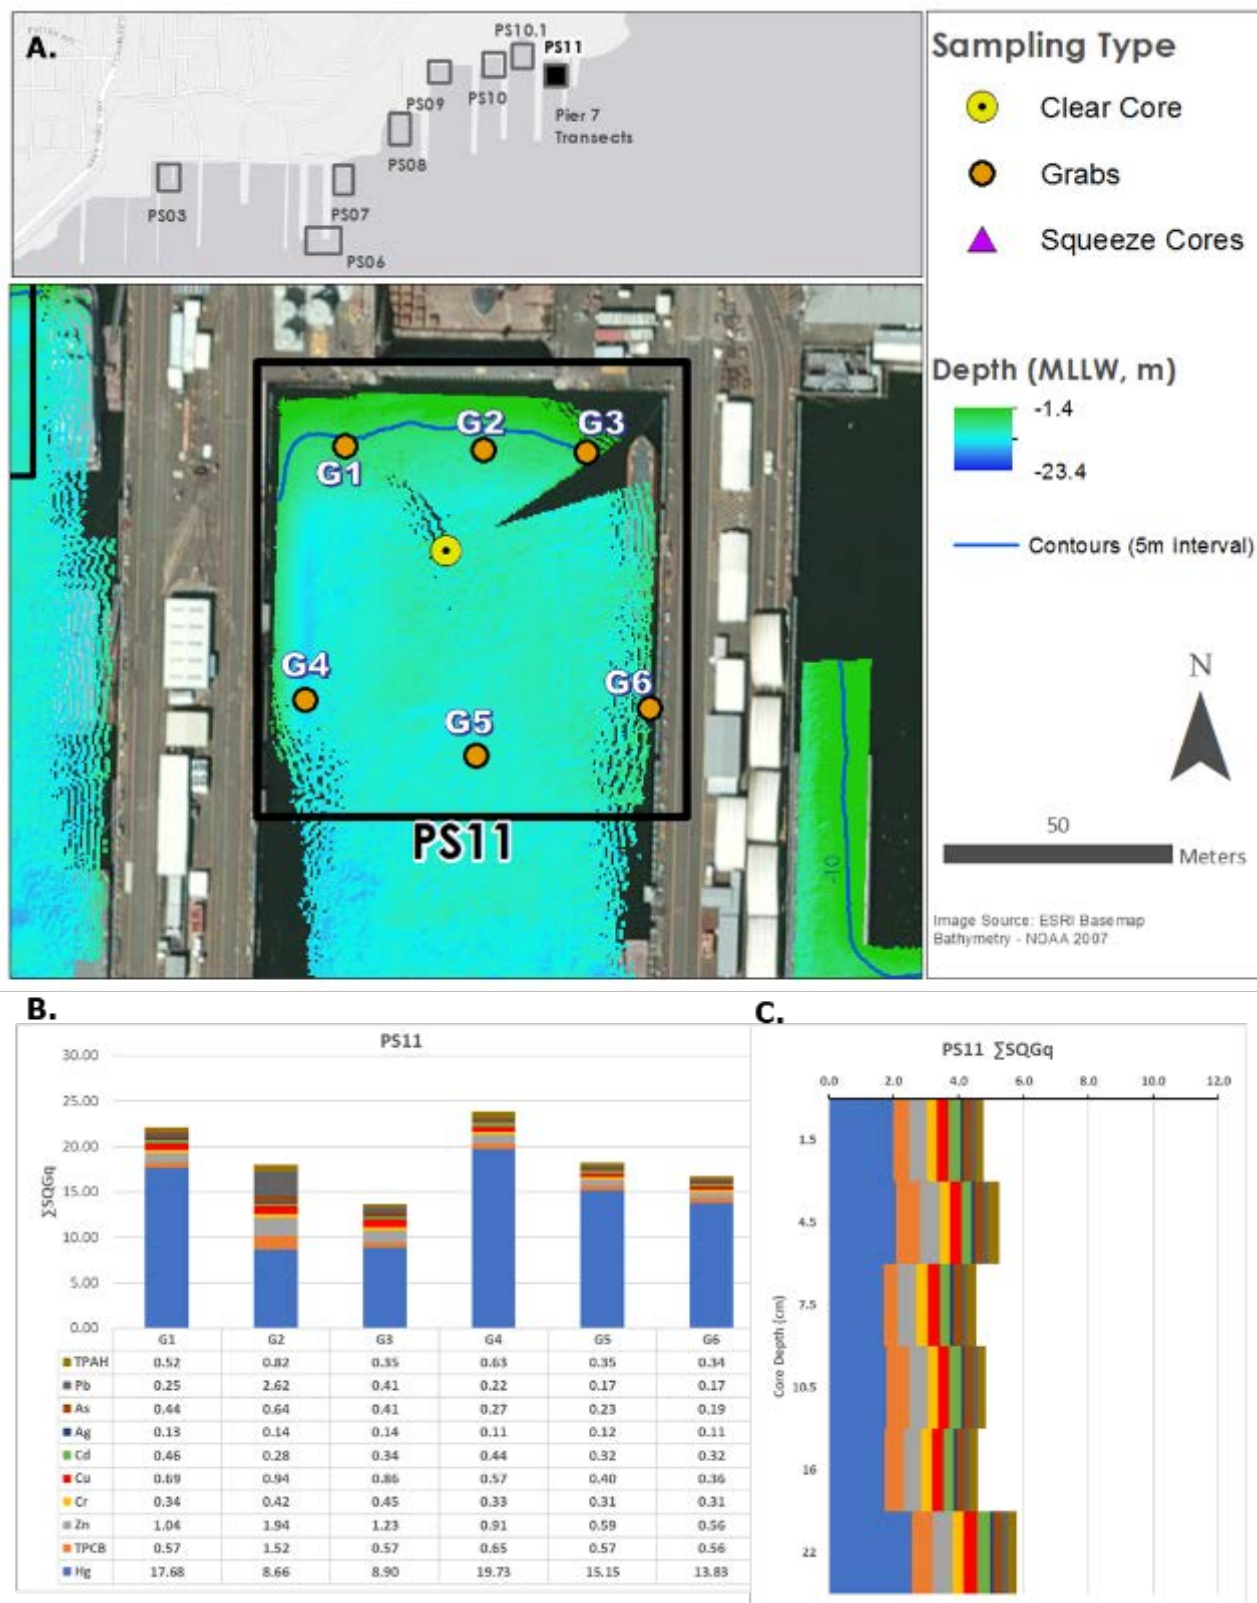 A.
PS10.1
PS11
PS09
PS10
Pier 7
Transects
PS08
PS03
PS07
PS06
Sampling Type
Clear Core
Grabs
Squeeze Cores
Depth (MLLW, m)
-1.4
-23.4
Contours (5m Interval)
N
50
Meters
Image Source: ESRI Basemap
Bathymetry - NOAA 2007
G1
G2
G3
G4
G5
G6
PS11
-10
B.
PS11
∑SQGq
30.00
25.00
20.00
15.00
10.00
5.00
0.00
G1 G2 G3 G4 G5 G6
TPAH 0.52 0.82 0.35 0.63 0.35 0.34
Pb 0.25 2.62 0.41 0.22 0.17 0.17
As 0.44 0.64 0.41 0.27 0.23 0.19
Ag 0.13 0.14 0.14 0.11 0.12 0.11
Cd 0.46 0.28 0.34 0.44 0.32 0.32
Cu 0.69 0.94 0.86 0.57 0.40 0.36
Cr 0.34 0.42 0.45 0.33 0.31 0.31
Zn 1.04 1.94 1.23 0.91 0.59 0.56
TPCB 0.57 1.52 0.57 0.65 0.57 0.56
Hg 17.68 8.66 8.90 19.73 15.15 13.83
C.
PS11 ∑SQGq
0.0 2.0 4.0 6.0 8.0 10.0 12.0
Core Depth (cm)
1.5
4.5
7.5
10.5
16
22